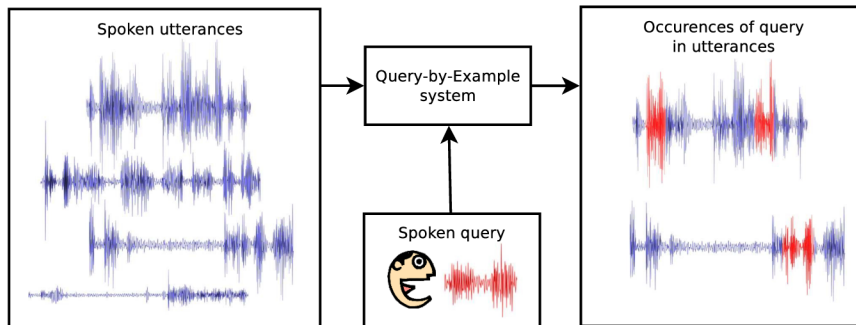 Spoken utterances
Query-by-Example
system
Spoken query
Occurences of query
in utterances